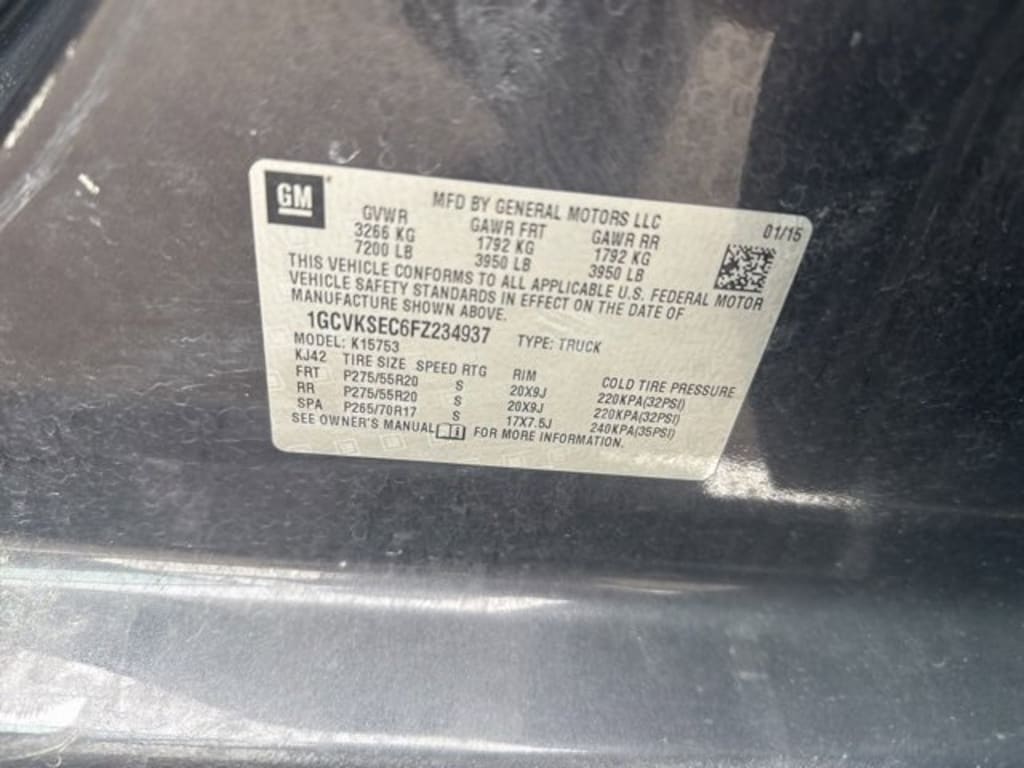 GM
MFD BY GENERAL MOTORS LLC 01/15
GVWR GAWR FRT GAWR RR
3266 KG 1792 KG 1792 KG
7200 LB 3950 LB 3950 LB
THIS VEHICLE CONFORMS TO ALL APPLICABLE U.S. FEDERAL MOTOR
VEHICLE SAFETY STANDARDS IN EFFECT ON THE DATE OF
MANUFACTURE SHOWN ABOVE.
1GCVKSEC6FZ234937 TYPE: TRUCK
MODEL: K15753
KJ42 TIRE SIZE SPEED RTG RIM COLD TIRE PRESSURE
FRT P275/55R20 S 20X9J 220KPA(32PSI)
RR P275/55R20 S 20X9J 220KPA(32PSI)
SPA P265/70R17 S 17X7.5J 240KPA(35PSI)
SEE OWNER'S MANUAL FOR MORE INFORMATION.